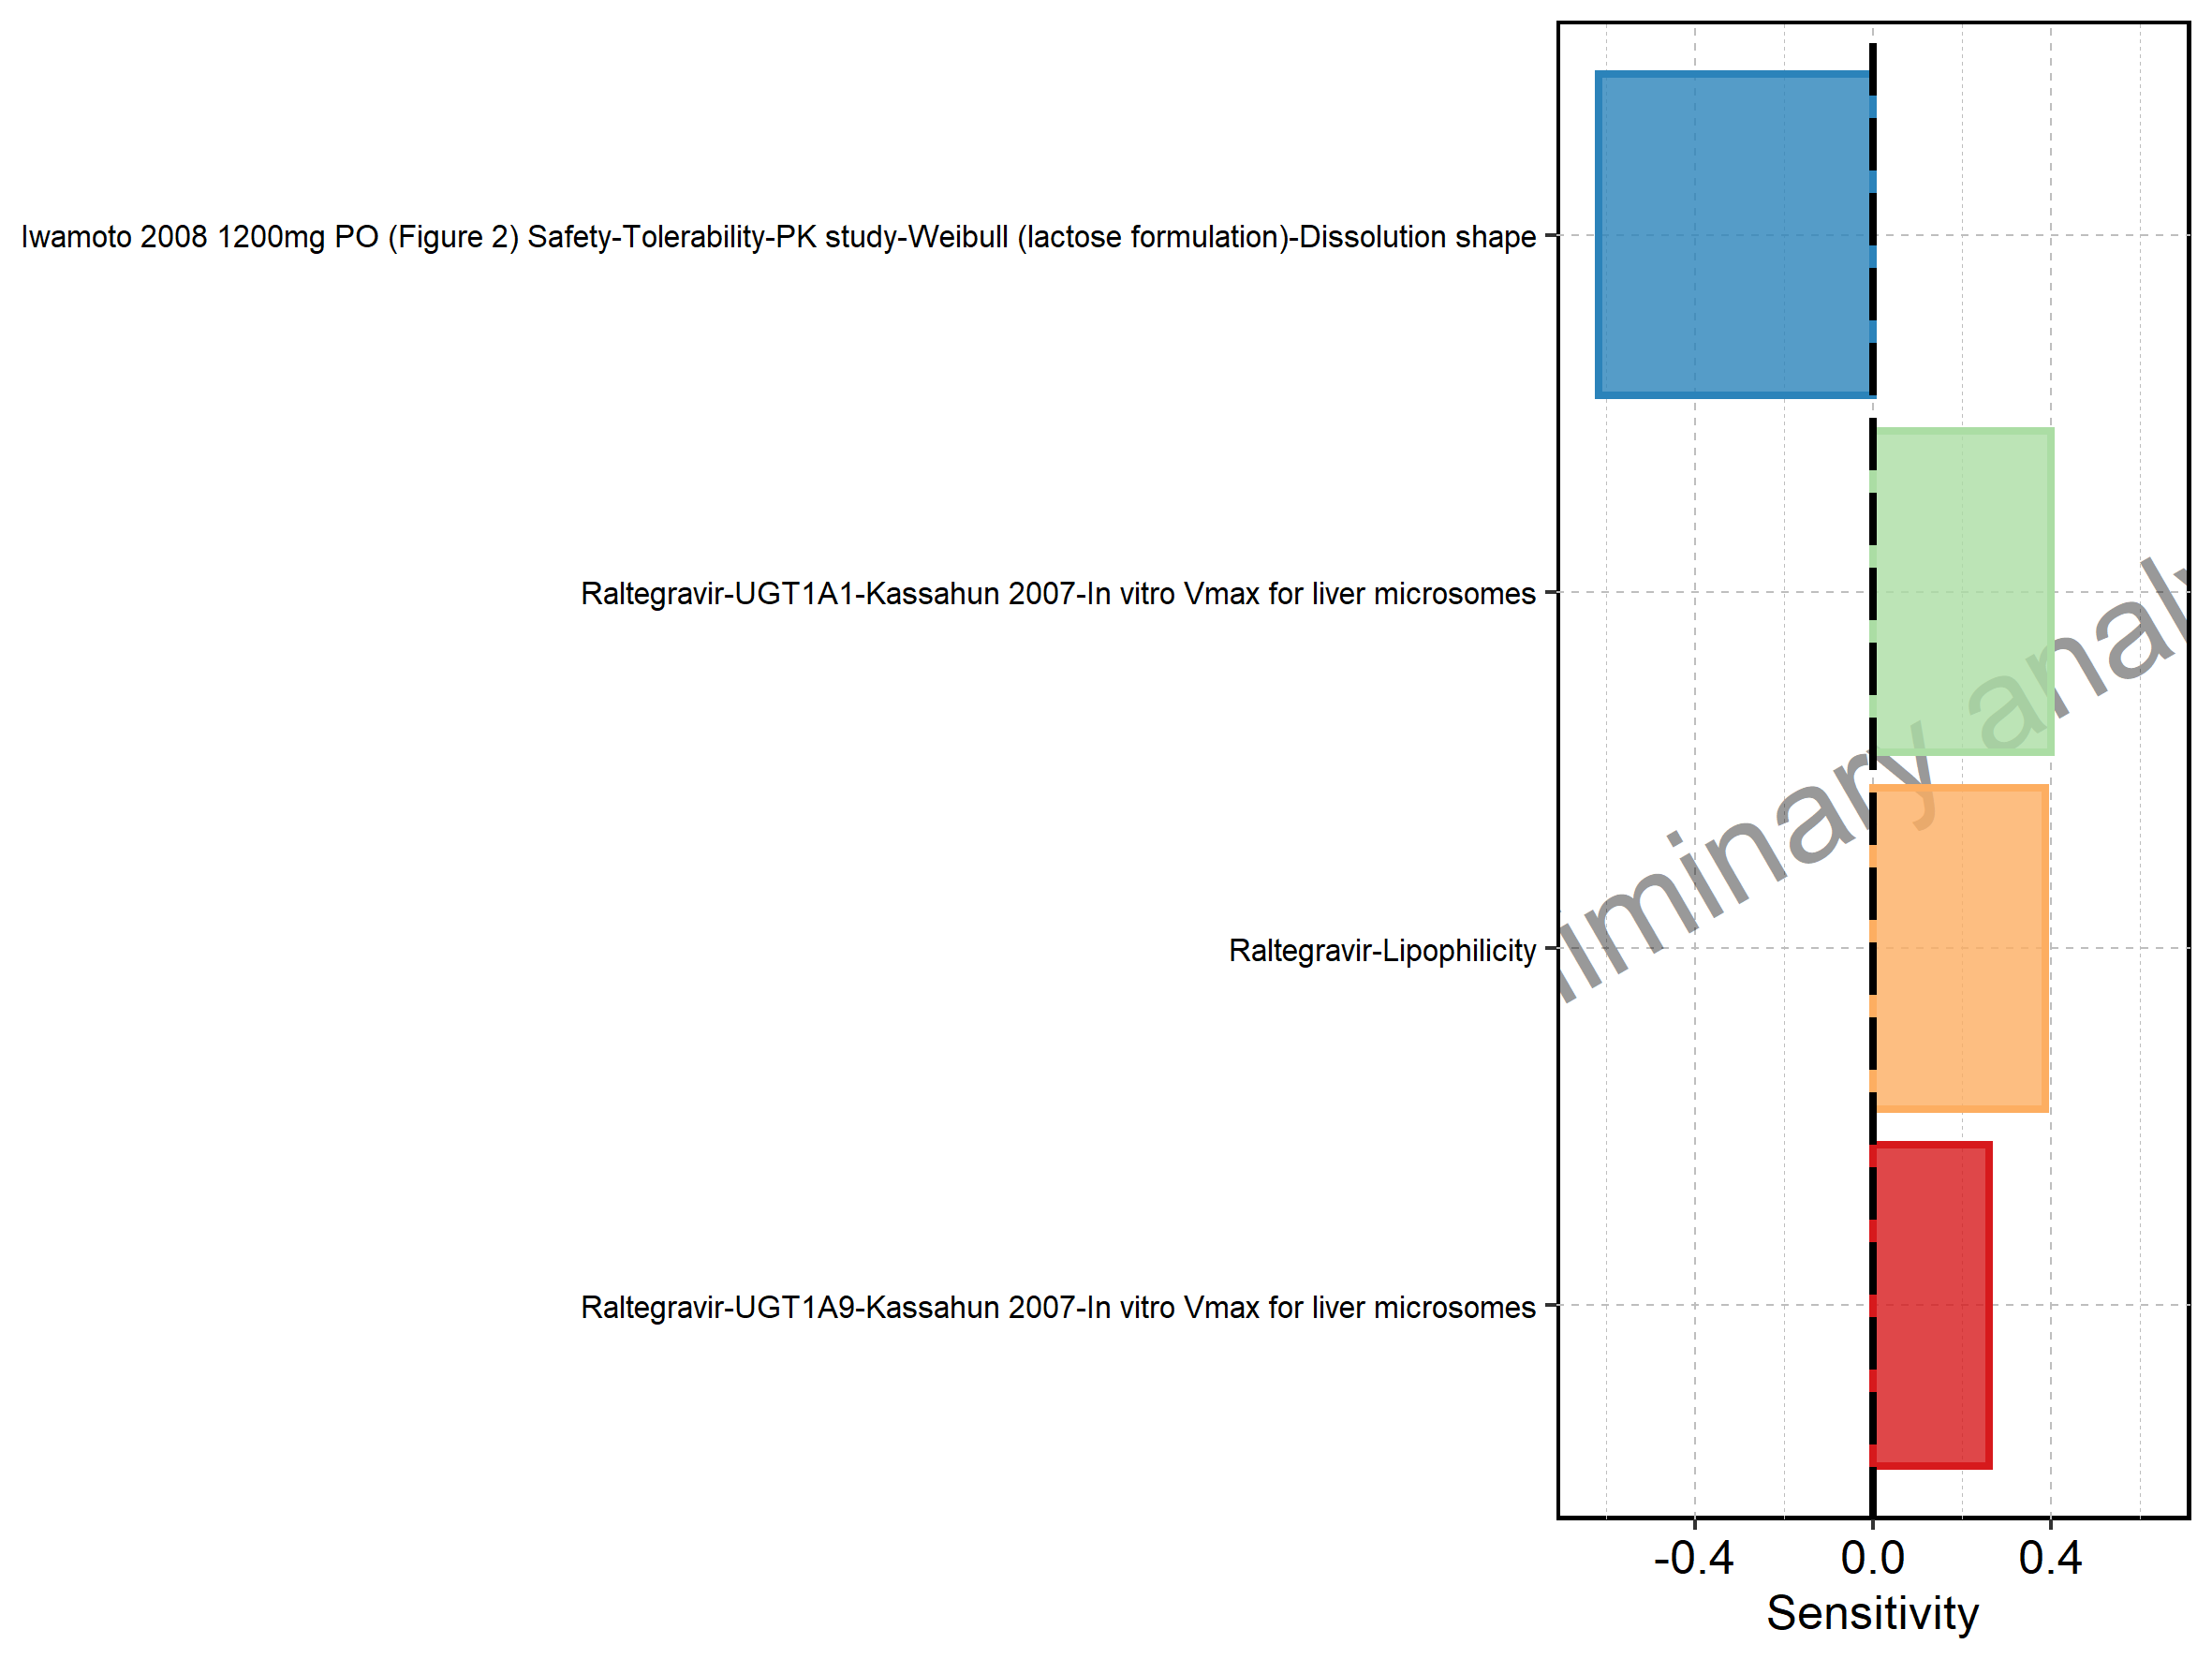 Iwamoto 2008 1200mg PO (Figure 2) Safety-Tolerability-PK study-Weibull (lactose formulation)-Dissolution shape
Raltegravir-UGT1A1-Kassahun 2007-In vitro Vmax for liver microsomes
Raltegravir-Lipophilicity
Raltegravir-UGT1A9-Kassahun 2007-In vitro Vmax for liver microsomes
-0.4 0.0 0.4
Sensitivity